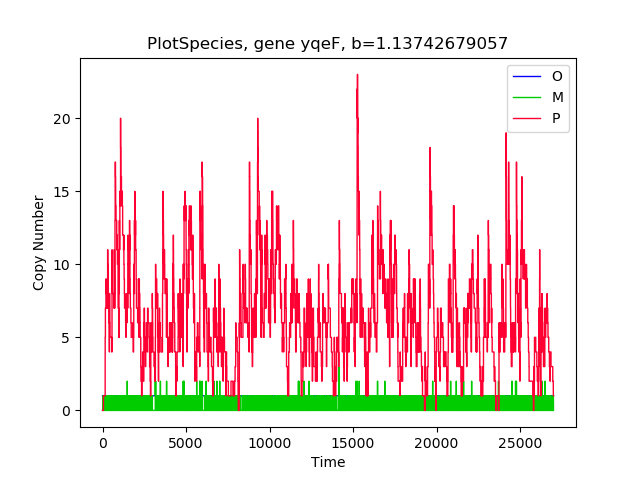 PlotSpecies, gene yqeF, b=1.13742679057
O
M
P
20
15
10
5
0
Copy Number
0 5000 10000 15000 20000 25000
Time